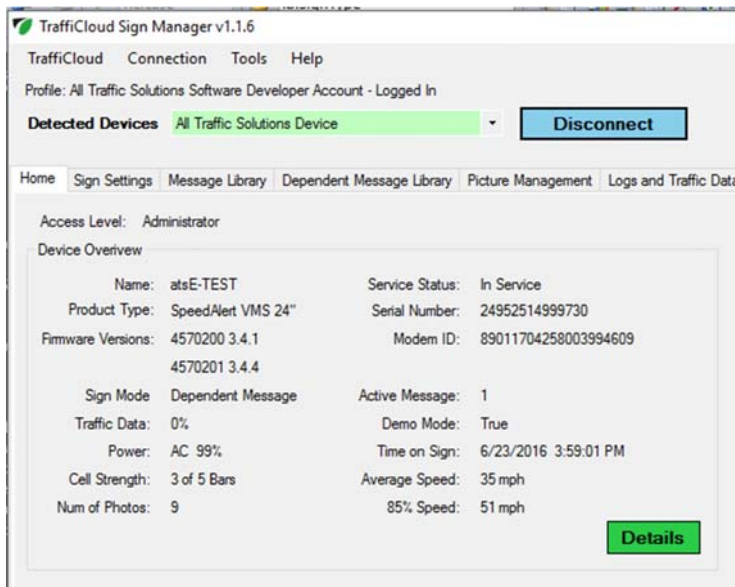 TraffiCloud Sign Manager v1.1.6
TraffiCloud Connection Tools Help
Profile: All Traffic Solutions Software Developer Account - Logged In
Detected Devices All Traffic Solutions Device Disconnect
Home Sign Settings Message Library Dependent Message Library Picture Management Logs and Traffic Data
Access Level: Administrator
Device Overivew
Name: atsE-TEST Service Status: In Service
Product Type: SpeedAlert VMS 24" Serial Number: 24952514999730
Firmware Versions: 4570200 3.4.1 Modem ID: 89011704258003994609
4570201 3.4.4
Sign Mode Dependent Message Active Message: 1
Traffic Data: 0% Demo Mode: True
Power: AC 99% Time on Sign: 6/23/2016 3:59:01 PM
Cell Strength: 3 of 5 Bars Average Speed: 35 mph
Num of Photos: 9 85% Speed: 51 mph
Details